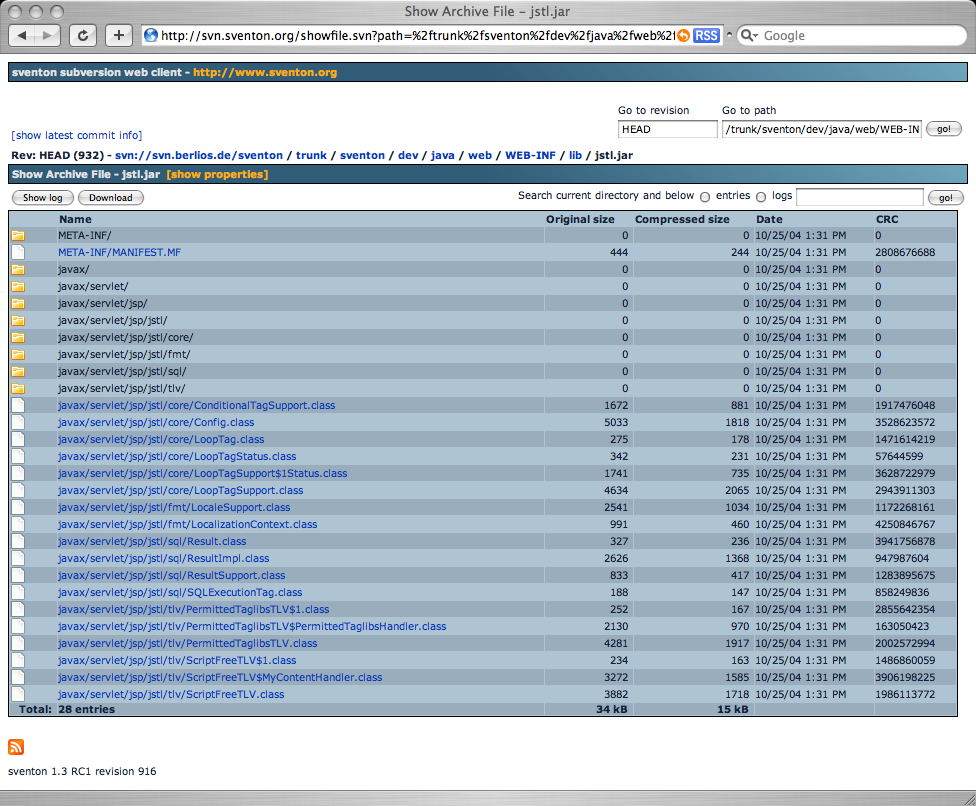 Show Archive File – jstl.jar
http://svn.sventon.org/showfile.svn?path=%2ftrunk%2fsventon%2fdev%2fjava%2fweb%2f RSS Google
sventon subversion web client - http://www.sventon.org
Go to revision Go to path
[show latest commit info] HEAD /trunk/sventon/dev/java/web/WEB-IN go!
Rev: HEAD (932) - svn://svn.berlios.de/sventon / trunk / sventon / dev / java / web / WEB-INF / lib / jstl.jar
Show Archive File - jstl.jar [show properties]
Show log Download Search current directory and below entries logs go!
Name Original size Compressed size Date CRC
META-INF/ 0 0 10/25/04 1:31 PM 0
META-INF/MANIFEST.MF 444 244 10/25/04 1:31 PM 2808676688
javax/ 0 0 10/25/04 1:31 PM 0
javax/servlet/ 0 0 10/25/04 1:31 PM 0
javax/servlet/jsp/ 0 0 10/25/04 1:31 PM 0
javax/servlet/jsp/jstl/ 0 0 10/25/04 1:31 PM 0
javax/servlet/jsp/jstl/core/ 0 0 10/25/04 1:31 PM 0
javax/servlet/jsp/jstl/fmt/ 0 0 10/25/04 1:31 PM 0
javax/servlet/jsp/jstl/sql/ 0 0 10/25/04 1:31 PM 0
javax/servlet/jsp/jstl/tlv/ 0 0 10/25/04 1:31 PM 0
javax/servlet/jsp/jstl/core/ConditionalTagSupport.class 1672 881 10/25/04 1:31 PM 1917476048
javax/servlet/jsp/jstl/core/Config.class 5033 1818 10/25/04 1:31 PM 3528623572
javax/servlet/jsp/jstl/core/LoopTag.class 275 178 10/25/04 1:31 PM 1471614219
javax/servlet/jsp/jstl/core/LoopTagStatus.class 342 231 10/25/04 1:31 PM 57644599
javax/servlet/jsp/jstl/core/LoopTagSupport$1Status.class 1741 735 10/25/04 1:31 PM 3628722979
javax/servlet/jsp/jstl/core/LoopTagSupport.class 4634 2065 10/25/04 1:31 PM 2943911303
javax/servlet/jsp/jstl/fmt/LocaleSupport.class 2541 1034 10/25/04 1:31 PM 1172268161
javax/servlet/jsp/jstl/fmt/LocalizationContext.class 991 460 10/25/04 1:31 PM 4250846767
javax/servlet/jsp/jstl/sql/Result.class 327 236 10/25/04 1:31 PM 3941756878
javax/servlet/jsp/jstl/sql/ResultImpl.class 2626 1368 10/25/04 1:31 PM 947987604
javax/servlet/jsp/jstl/sql/ResultSupport.class 833 417 10/25/04 1:31 PM 1283895675
javax/servlet/jsp/jstl/sql/SQLExecutionTag.class 188 147 10/25/04 1:31 PM 858249836
javax/servlet/jsp/jstl/tlv/PermittedTaglibsTLV$1.class 252 167 10/25/04 1:31 PM 2855642354
javax/servlet/jsp/jstl/tlv/PermittedTaglibsTLV$PermittedTaglibsHandler.class 2130 970 10/25/04 1:31 PM 163050423
javax/servlet/jsp/jstl/tlv/PermittedTaglibsTLV.class 4281 1917 10/25/04 1:31 PM 2002572994
javax/servlet/jsp/jstl/tlv/ScriptFreeTLV$1.class 234 163 10/25/04 1:31 PM 1486860059
javax/servlet/jsp/jstl/tlv/ScriptFreeTLV$MyContentHandler.class 3272 1585 10/25/04 1:31 PM 3906198225
javax/servlet/jsp/jstl/tlv/ScriptFreeTLV.class 3882 1718 10/25/04 1:31 PM 1986113772
Total: 28 entries 34 kB 15 kB
sventon 1.3 RC1 revision 916